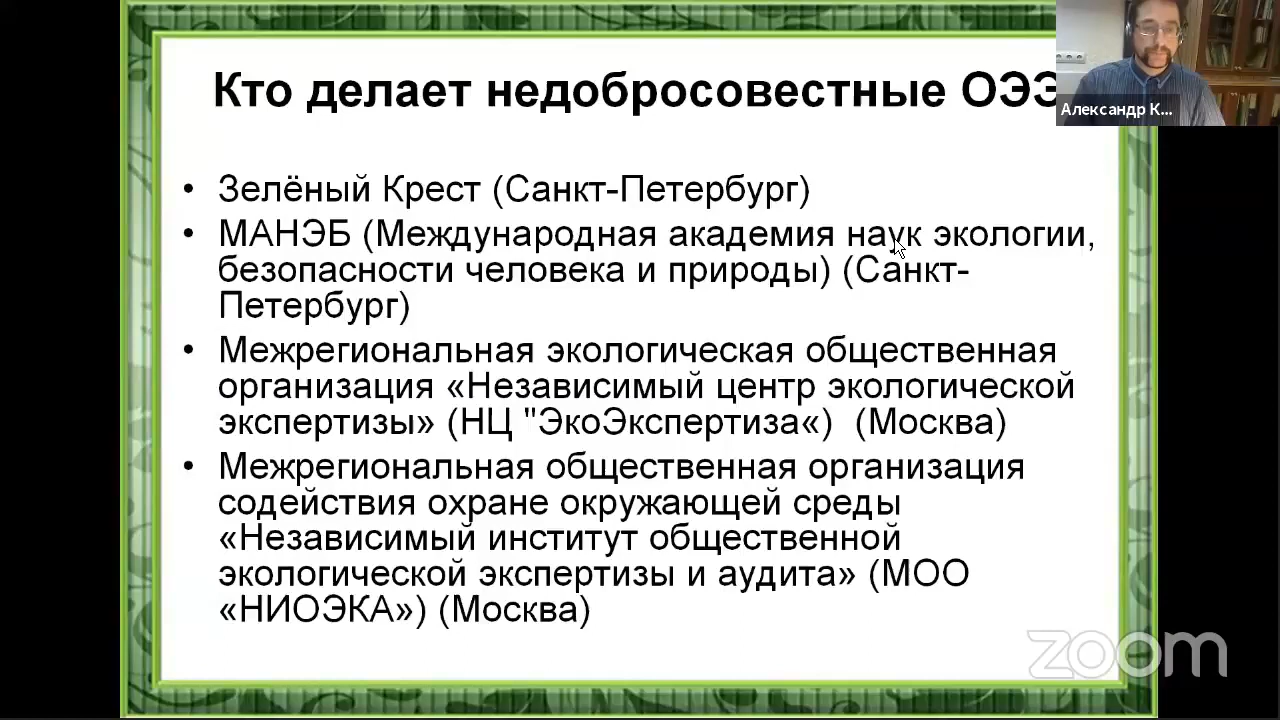 Кто делает недобросовестные ОЭЭ
Александр К...
• Зелёный Крест (Санкт-Петербург)
• МАНЭБ (Международная академия наук экологии,
безопасности человека и природы) (Санкт-
Петербург)
• Межрегиональная экологическая общественная
организация «Независимый центр экологической
экспертизы» (НЦ "ЭкоЭкспертиза«) (Москва)
• Межрегиональная общественная организация
содействия охране окружающей среды
«Независимый институт общественной
экологической экспертизы и аудита» (МОО
«НИОЭКА») (Москва)
zoom